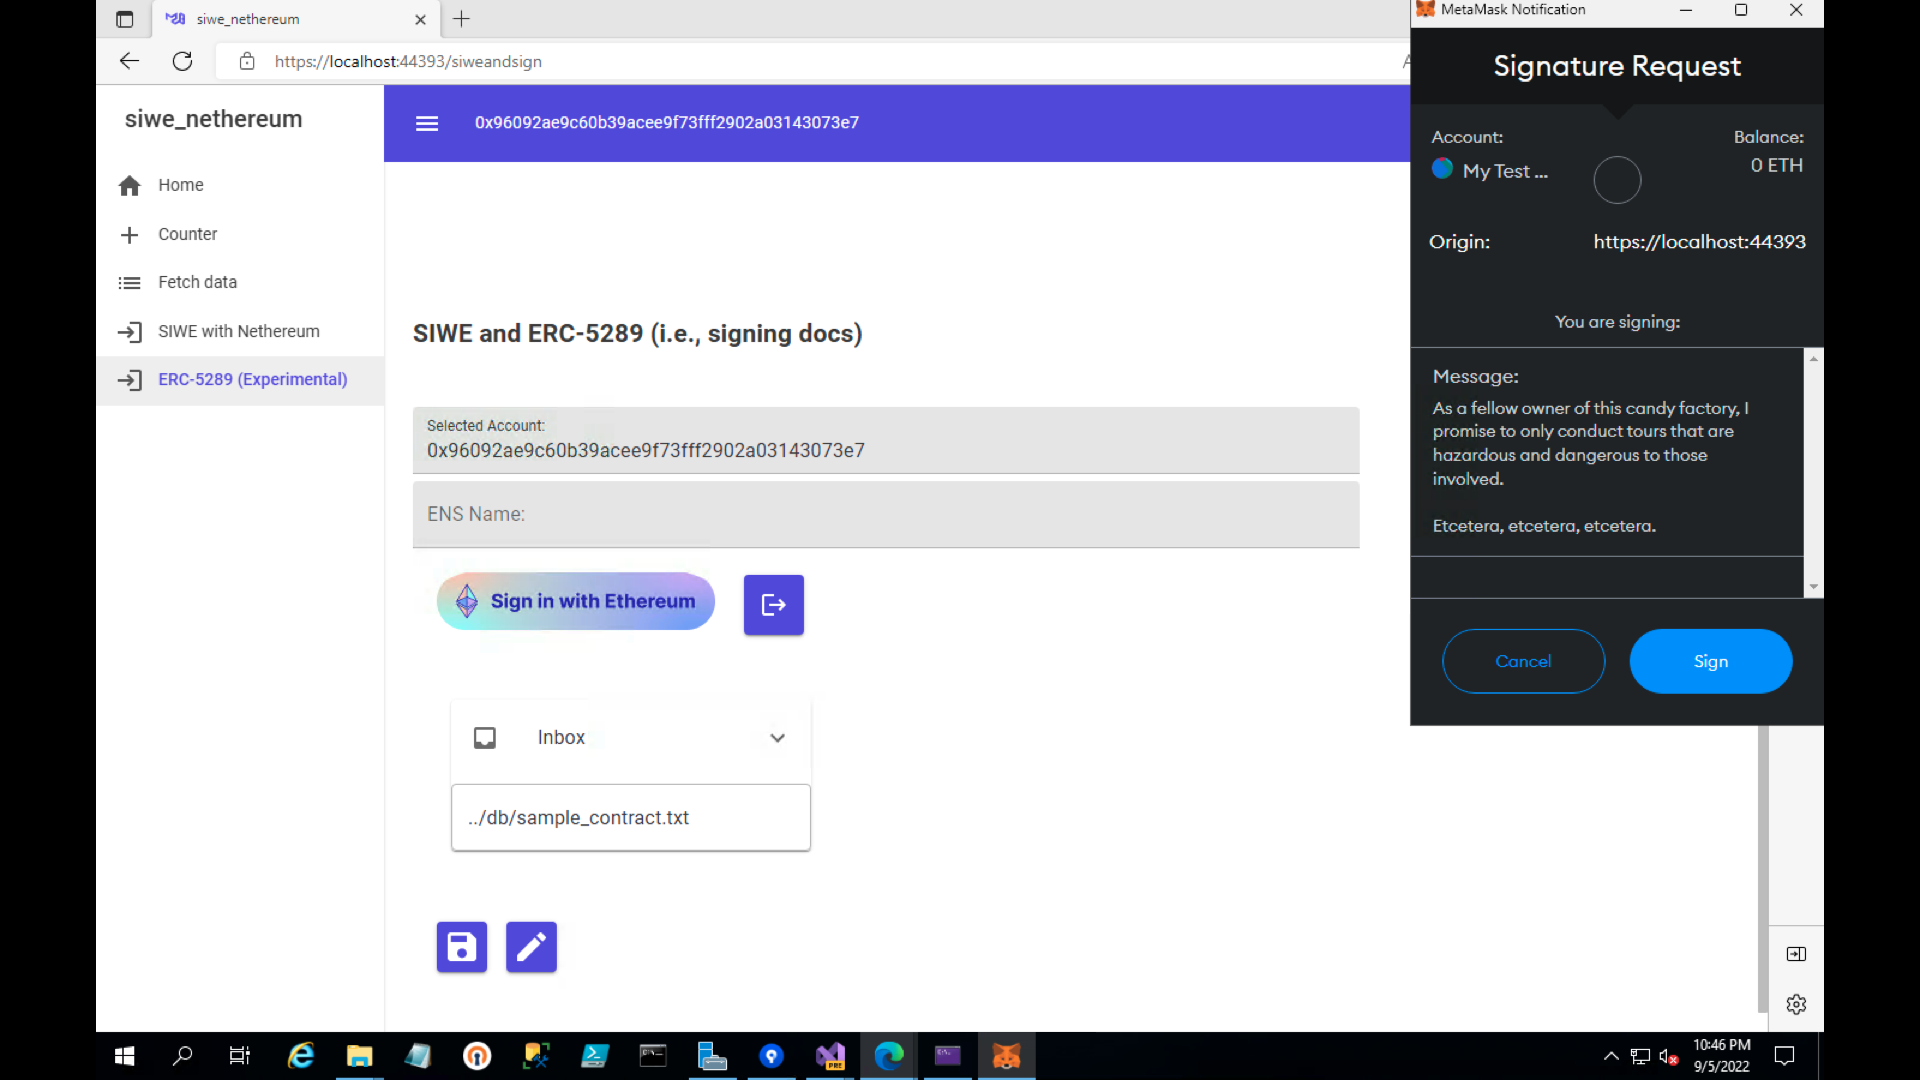 siwe_nethereum
https://localhost:44393/siweandsign
siwe_nethereum
0x96092ae9c60b39acee9f73fff2902a03143073e7
Home
Counter
Fetch data
SIWE with Nethereum
ERC-5289 (Experimental)
SIWE and ERC-5289 (i.e., signing docs)
Selected Account:
0x96092ae9c60b39acee9f73fff2902a03143073e7
ENS Name:
Sign in with Ethereum
Inbox
../db/sample_contract.txt
MetaMask Notification
Signature Request
Account:
Balance:
My Test ...
0 ETH
Origin:
https://localhost:44393
You are signing:
Message:
As a fellow owner of this candy factory, I
promise to only conduct tours that are
hazardous and dangerous to those
involved.
Etcetera, etcetera, etcetera.
Cancel
Sign
PRE
10:46 PM
9/5/2022